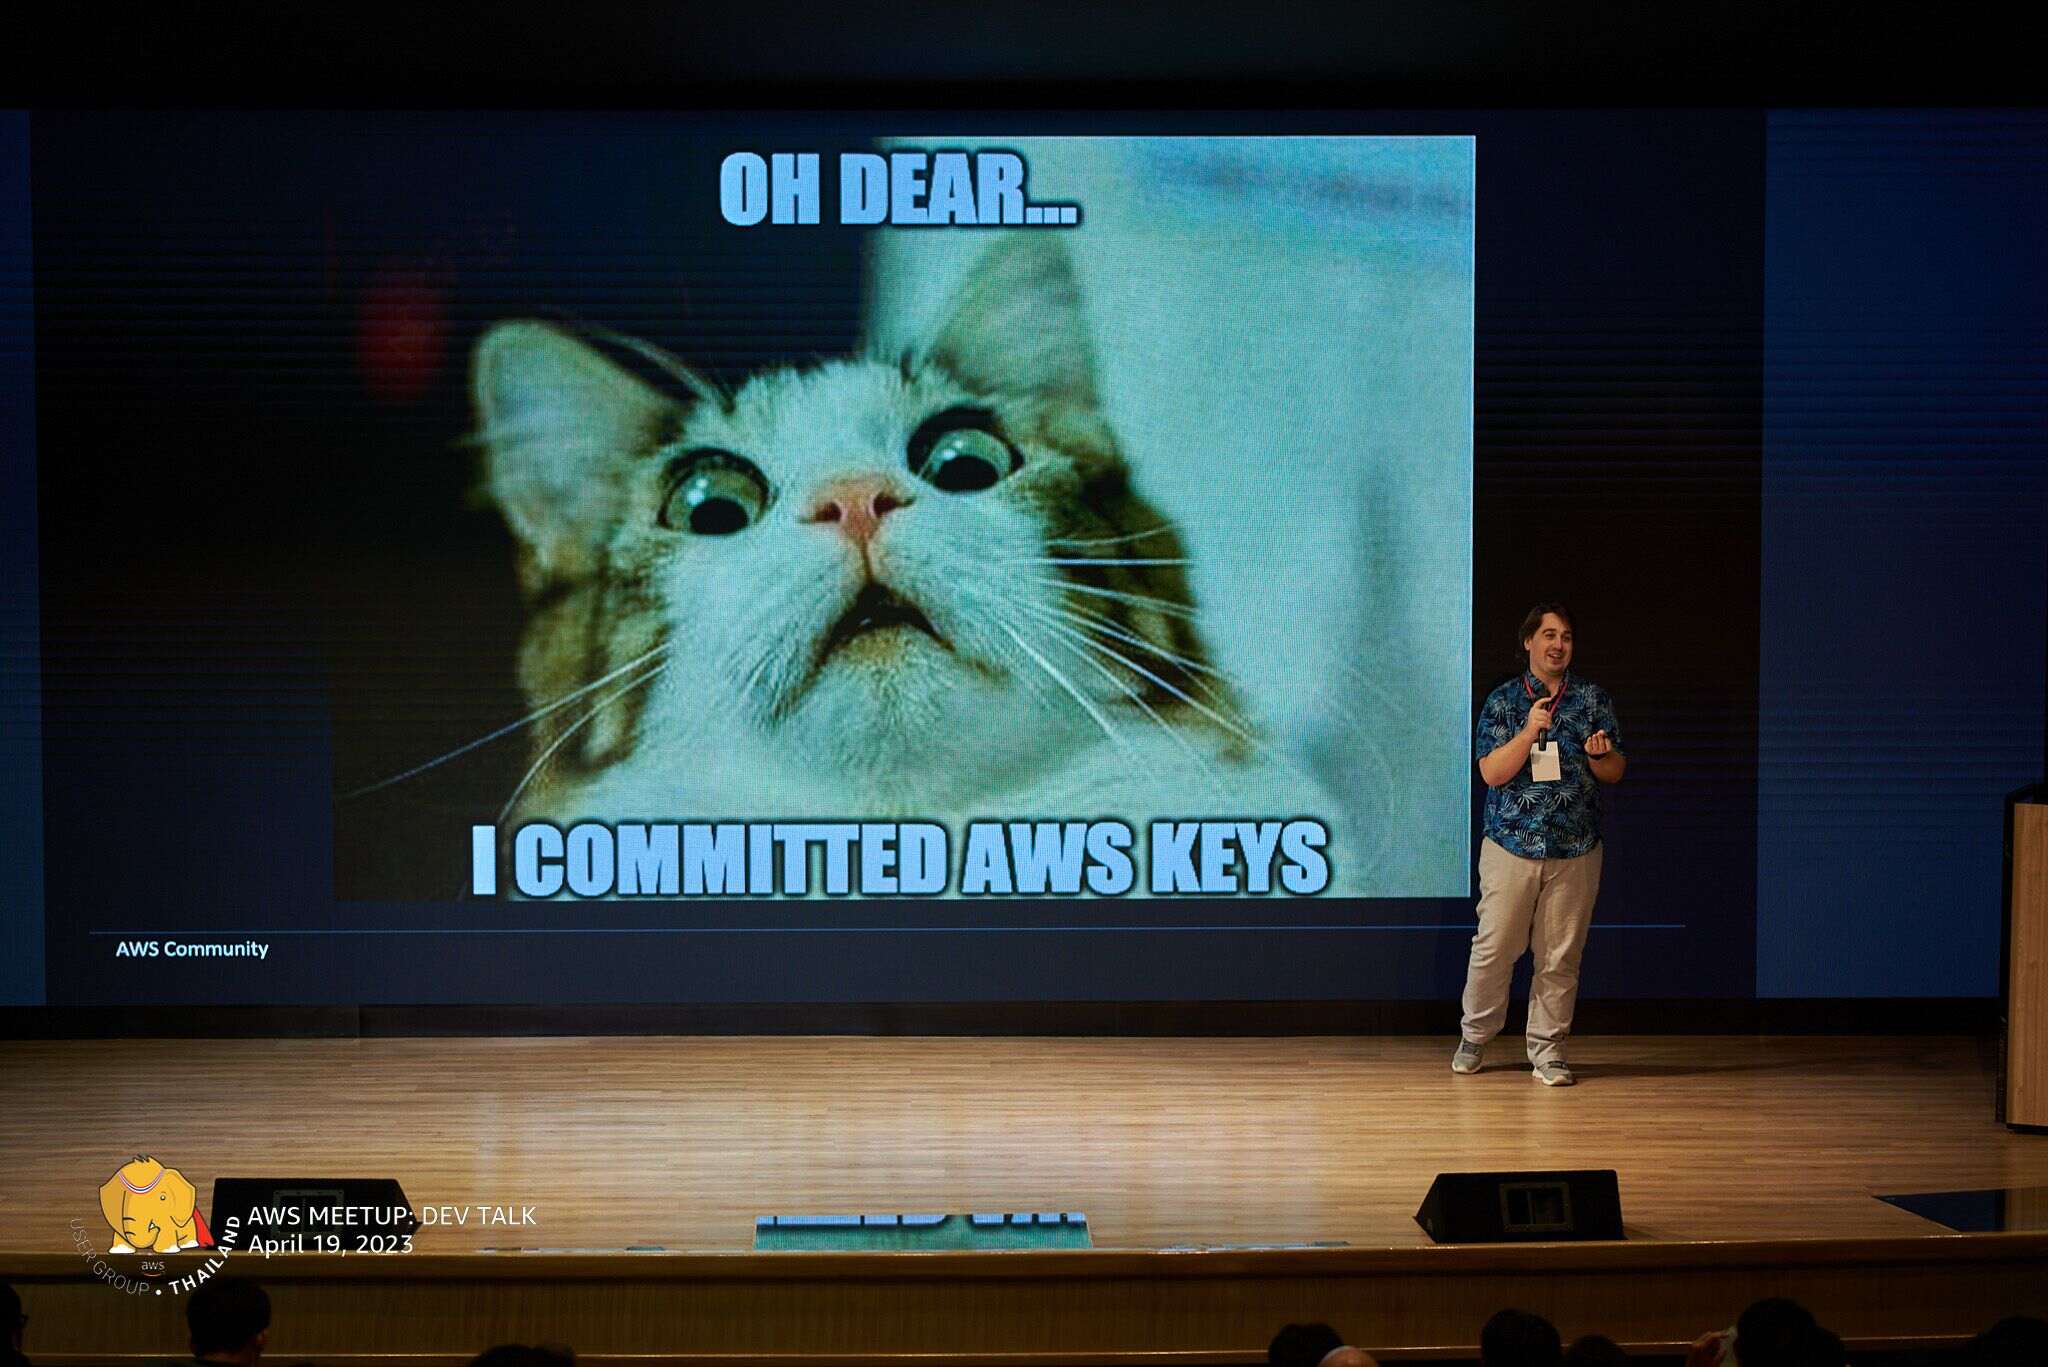 OH DEAR...
I COMMITTED AWS KEYS
AWS Community
AWS MEETUP: DEV TALK
April 19, 2023
aws
USER GROUP • THAILAND